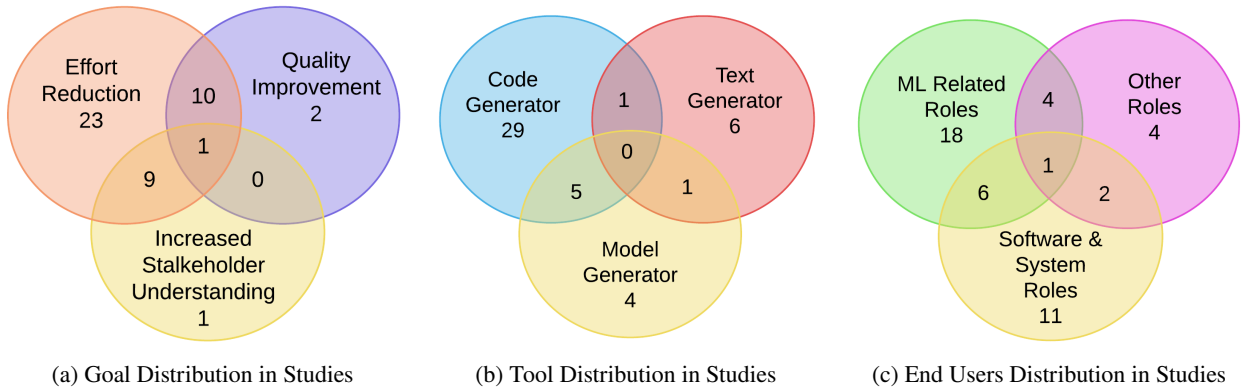 Effort
Reduction
23
10
Quality
Improvement
2
1
9
0
Increased
Stalkeholder
Understanding
1
(a) Goal Distribution in Studies
Code
Generator
29
1
Text
Generator
6
0
5
1
Model
Generator
4
(b) Tool Distribution in Studies
ML Related
Roles
18
4
Other
Roles
4
1
6
2
Software &
System
Roles
11
(c) End Users Distribution in Studies